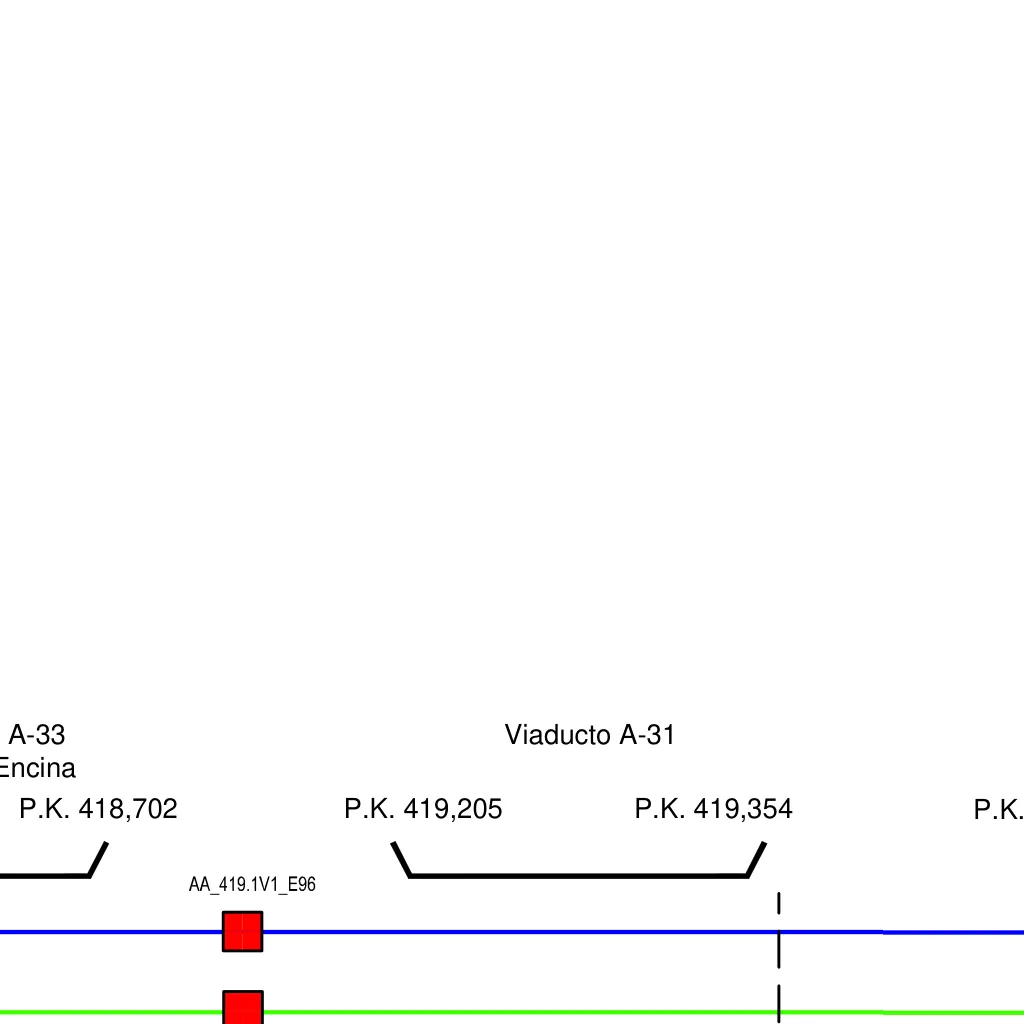 A-33
Encina
Viaducto A-31
P.K. 418,702
P.K. 419,205
P.K. 419,354
P.K.
AA_419.1V1_E96